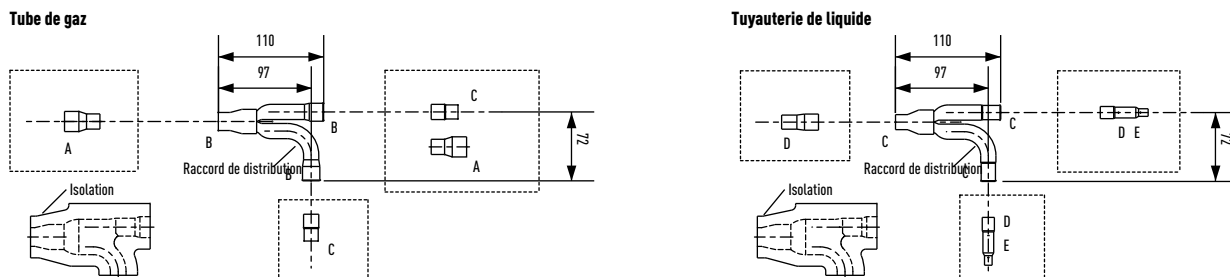 Tube de gaz
110
97
A
B
B
C
A
72
Raccord de distribution
B
Isolation
C
Tuyauterie de liquide
110
97
D
C
C
D E
72
Raccord de distribution
C
Isolation
D
E